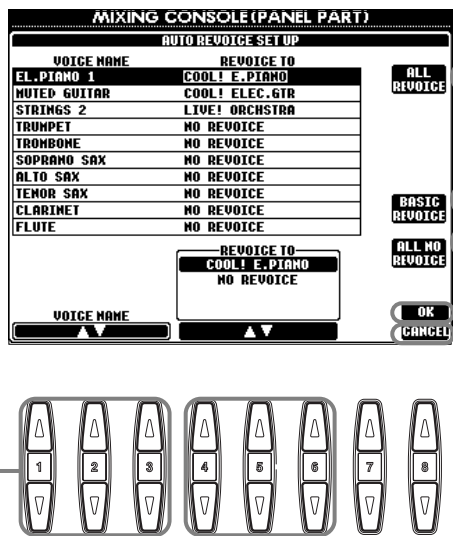 MIXING CONSOLE(PANEL PART)
AUTO REVOICE SET UP
VOICE NAME REVOICE TO
EL.PIANO 1 COOL! E.PIANO
MUTED GUITAR COOL! ELEC.GTR
STRINGS 2 LIVE! ORCHSTRA
TRUMPET NO REVOICE
TROMBONE NO REVOICE
SOPRANO SAX NO REVOICE
ALTO SAX NO REVOICE
TENOR SAX NO REVOICE
CLARINET NO REVOICE
FLUTE NO REVOICE
ALL
REVOICE
BASIC
REVOICE
ALL NO
REVOICE
REVOICE TO
COOL! E.PIANO
NO REVOICE
VOICE NAME
OK
CANCEL
1 2 3 4 5 6 7 8